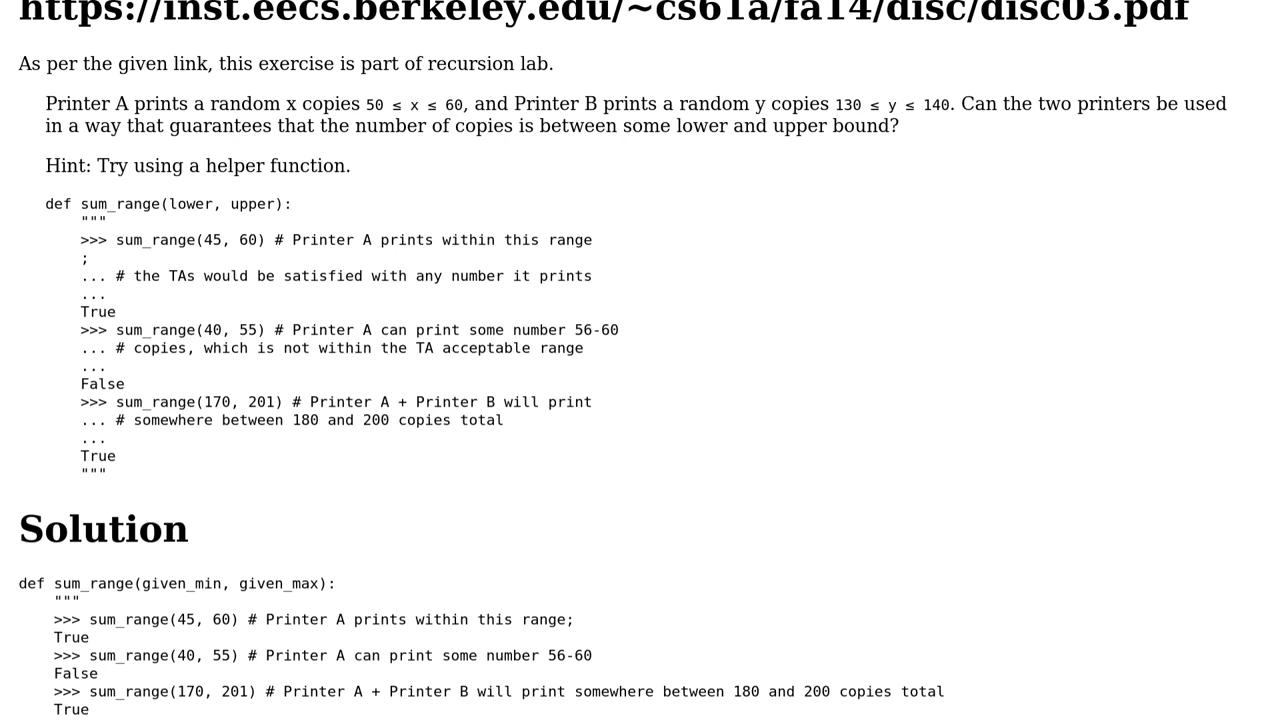 https://inst.eecs.berkeley.edu/~cs61a/fa14/disc/disc03.pdf
As per the given link, this exercise is part of recursion lab.
Printer A prints a random x copies 50 ≤ x ≤ 60, and Printer B prints a random y copies 130 ≤ y ≤ 140. Can the two printers be used
in a way that guarantees that the number of copies is between some lower and upper bound?
Hint: Try using a helper function.
def sum_range(lower, upper):
    """
    >>> sum_range(45, 60) # Printer A prints within this range
    ;
    ... # the TAs would be satisfied with any number it prints
    ...
    True
    >>> sum_range(40, 55) # Printer A can print some number 56-60
    ... # copies, which is not within the TA acceptable range
    ...
    False
    >>> sum_range(170, 201) # Printer A + Printer B will print
    ... # somewhere between 180 and 200 copies total
    ...
    True
    """
Solution
def sum_range(given_min, given_max):
    """
    >>> sum_range(45, 60) # Printer A prints within this range;
    True
    >>> sum_range(40, 55) # Printer A can print some number 56-60
    False
    >>> sum_range(170, 201) # Printer A + Printer B will print somewhere between 180 and 200 copies total
    True